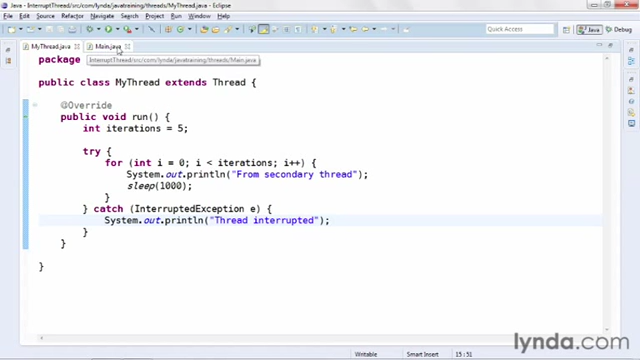 Java - InterruptThread/src/com/lynda/javatraining/threads/MyThread.java - Eclipse
File Edit Source Refactor Navigate Search Project Run Window Help
Quick Access
Java Debug
MyThread.java Main.java
InterruptThread/src/com/lynda/javatraining/threads/Main.java
package
public class MyThread extends Thread {
@Override
public void run() {
int iterations = 5;
try {
for (int i = 0; i < iterations; i++) {
System.out.println("From secondary thread");
sleep(1000);
}
} catch (InterruptedException e) {
System.out.println("Thread interrupted");
}
}
}
lynda.com
Writable Smart Insert 15 : 51